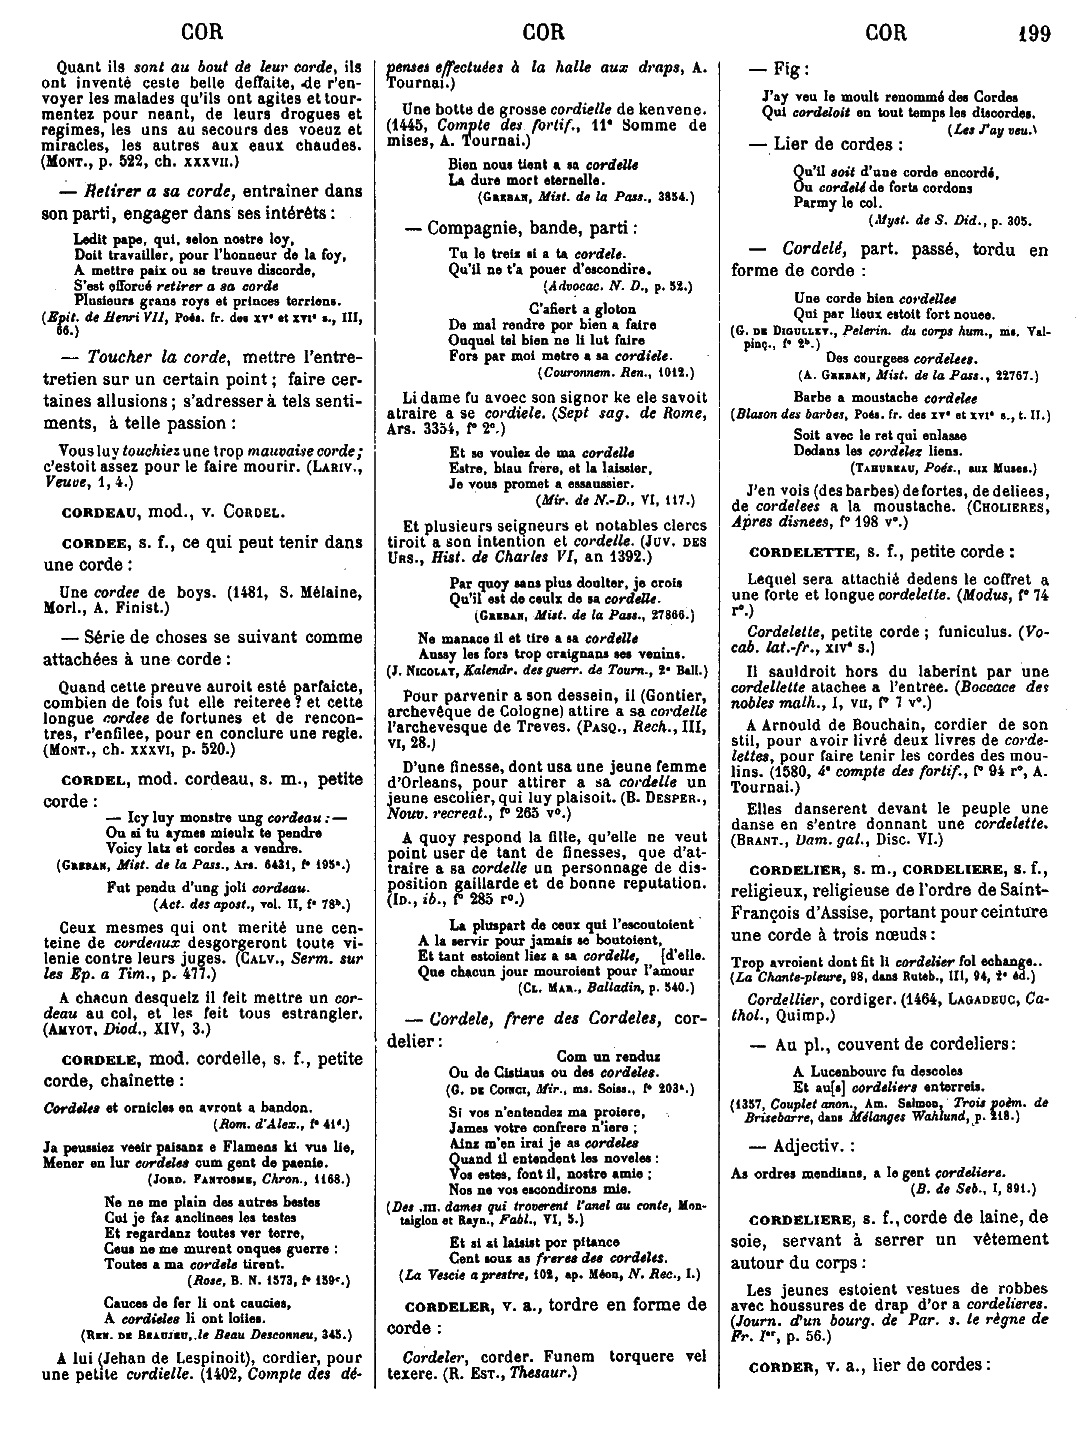 COR
COR
COR
199
Quant ils sont au bout de leur corde, ils
ont inventé ceste belle deffaite, de r'en-
voyer les malades qu'ils ont agites et tour-
mentez pour neant, de leurs drogues et
regimes, les uns au secours des voeuz et
miracles, les autres aux eaux chaudes.
(MONT., p. 522, ch. XXXVII.)
— Retirer a sa corde, entraîner dans
son parti, engager dans ses intérêts :
Ledit pape, qui, selon nostre loy,
Doit travailler, pour l'honneur de la foy,
A mettre paix ou se treuve discorde,
S'est efforcé retirer a sa corde
Plusieurs grans roys et princes terriens.
(Epit. de Henri VII, Poés. fr. des XVe et XVIe s., III,
66.)
— Toucher la corde, mettre l'entre-
tretien sur un certain point ; faire cer-
taines allusions ; s'adresser à tels senti-
ments, à telle passion :
Vous luy touchiez une trop mauvaise corde ;
c'estoit assez pour le faire mourir. (LARIV.,
Veuve, 1, 4.)
CORDEAU, mod., v. CORDEL.
CORDEE, s. f., ce qui peut tenir dans
une corde :
Une cordee de boys. (1481, S. Mélaine,
Morl., A. Finist.)
— Série de choses se suivant comme
attachées à une corde :
Quand cette preuve auroit esté parfaicte,
combien de fois fut elle reiteree ? et cette
longue cordee de fortunes et de rencon-
tres, r'enfilee, pour en conclure une regle.
(MONT., ch. XXXVI, p. 520.)
CORDEL, mod. cordeau, s. m., petite
corde :
— Icy luy monstre ung cordeau : —
Ou si tu aymes mieulx te pendre
Voicy latz et cordes a vendre.
(GREBAN, Mist. de la Pass., Ars. 6431, f° 195a.)
Fut pendu d'ung joli cordeau.
(Act. des apost., vol. II, f° 78b.)
Ceux mesmes qui ont merité une cen-
teine de cordeaux desgorgeront toute vi-
lenie contre leurs juges. (CALV., Serm. sur
les Ep. a Tim., p. 477.)
A chacun desquelz il feit mettre un cor-
deau au col, et les feit tous estrangler.
(AMYOT, Diod., XIV, 3.)
CORDELE, mod. cordelle, s. f., petite
corde, chaînette :
Cordeles et ornicles en avront a bandon.
(Rom. d'Alex., f° 41d.)
Ja peussiez veeir paisanz e Flamens ki vus lie,
Mener en lur cordeles cum gent de paenie.
(JORD. FANTOSME, Chron., 1168.)
Ne ne me plain des autres bestes
Cui je faz anclinees les testes
Et regardanz toutes ver terre,
Ceus ne me murent onques guerre :
Toutes a ma cordele tirent.
(Rose, B. N. 1573, f° 159c.)
Cauces de fer li ont caucies,
A cordieles li ont loiies.
(REN. DE BEAUJEU, le Beau Desconneu, 345.)
A lui (Jehan de Lespinoit), cordier, pour
une petite cordielle. (1402, Compte des dé-
penses effectuées à la halle aux draps, A.
Tournai.)
Une botte de grosse cordielle de kenvene.
(1445, Compte des fortif., 11e Somme de
mises, A. Tournai.)
Bien nous tient a sa cordelle
La dure mort eternelle.
(GREBAN, Mist. de la Pass., 3854.)
— Compagnie, bande, parti :
Tu le treiz si a ta cordele.
Qu'il ne t'a pouer d'escondire.
(Advocac. N. D., p. 52.)
C'afiert a gloton
De mal rendre por bien a faire
Ouquel tel bien ne li lut faire
Fors par moi metre a sa cordiele.
(Couronnem. Ren., 1012.)
Li dame fu avoec son signor ke ele savoit
atraire a se cordiele. (Sept sag. de Rome,
Ars. 3354, f° 2c.)
Et se voulez de ma cordelle
Estre, biau frere, et la laissier,
Je vous promet a essaussier.
(Mir. de N.-D., VI, 117.)
Et plusieurs seigneurs et notables clercs
tiroit a son intention et cordelle. (JUV. DES
URS., Hist. de Charles VI, an 1392.)
Par quoy sans plus doulter, je crois
Qu'il est de ceulx de sa cordelle.
(GREBAN, Mist. de la Pass., 27866.)
Ne manace il et tire a sa cordelle
Aussy les fors trop craignans ses venins.
(J. NICOLAY, Kalendr. des guerr. de Tourn., 2e Ball.)
Pour parvenir a son dessein, il (Gontier,
archevêque de Cologne) attire a sa cordelle
l'archevesque de Treves. (PASQ., Rech., III,
VI, 28.)
D'une finesse, dont usa une jeune femme
d'Orleans, pour attirer a sa cordelle un
jeune escolier, qui luy plaisoit. (B. DESPER.,
Nouv. recreat., f° 265 v°.)
A quoy respond la fille, qu'elle ne veut
point user de tant de finesses, que d'at-
traire a sa cordelle un personnage de dis-
position gaillarde et de bonne reputation.
(ID., ib., f° 285 r°.)
La pluspart de ceux qui l'escoutoient
A la servir pour jamais se boutoient,
Et tant estoient liez a sa cordelle, [d'elle.
Que chacun jour mouroient pour l'amour
(CL. MAR., Balladin, p. 540.)
— Cordele, frere des Cordeles, cor-
delier :
Com un renduz
Ou de Cistiaus ou des cordeles.
(G. DE COINCI, Mir., ms. Soiss., f° 203a.)
Si vos n'entendez ma proiere,
James votre confrere n'iere ;
Ainz m'en irai je as cordeles
Quand il entendent les noveles :
Vos estes, font il, nostre amie ;
Nos ne vos escondirons mie.
(Des .III. dames qui troverent l'anel au conte, Mon-
taiglon et Rayn., Fabl., VI, 5.)
Et si ai laisist por pitance
Cent sous as freres des cordeles.
(La Vescie a prestre, 102, ap. Méon, N. Rec., I.)
CORDELER, v. a., tordre en forme de
corde :
Cordeler, corder. Funem torquere vel
texere. (R. EST., Thesaur.)
— Fig :
J'ay veu le moult renommé des Cordes
Qui cordeloit en tout temps les discordes.
(Les J'ay veu.)
— Lier de cordes :
Qu'il soit d'une corde encordé,
Ou cordelé de forts cordons
Parmy le col.
(Myst. de S. Did., p. 305.
— Cordelé, part. passé, tordu en
forme de corde :
Une corde bien cordellee
Qui par lieux estoit fort nouee.
(G. DE DIGULLEV., Pelerin. du corps hum., ms. Val-
pinç., f° 2b.)
Des courgees cordelees.
(A. GREBAN, Mist. de la Pass., 22767.)
Barbe a moustache cordelee
(Blason des barbes, Poés. fr. des XVe et XVIe s., t. II.)
Soit avec le ret qui enlasse
Dedans les cordelez liens.
(TAHUREAU, Poés., aux Muses.)
J'en vois (des barbes) de fortes, de deliees,
de cordelees a la moustache. (CHOLIERES,
Apres disnees, f° 198 v°.)
CORDELETTE, s. f., petite corde :
Lequel sera attachié dedens le coffret a
une forte et longue cordelette. (Modus, f° 74
r°.)
Cordelette, petite corde ; funiculus. (Vo-
cab. lat.-fr., XIVe s.)
Il sauldroit hors du laberint par une
cordellette atachee a l'entree. (Boccace des
nobles malh., I, VII, f° 7 v°.)
A Arnould de Bouchain, cordier de son
stil, pour avoir livré deux livres de corde-
lettes, pour faire tenir les cordes des mou-
lins. (1580, 4e compte des fortif., f° 94 r°, A.
Tournai.)
Elles danserent devant le peuple une
danse en s'entre donnant une cordelette.
(BRANT., Dam. gal., Disc. VI.)
CORDELIER, s. m., CORDELIERE, s. f.,
religieux, religieuse de l'ordre de Saint-
François d'Assise, portant pour ceinture
une corde à trois nœuds :
Trop avroient dont fit li cordelier fol echange..
(La Chante-pleure, 98, dans Ruteb., III, 94, 2e éd.)
Cordellier, cordiger. (1464, LAGADEUC, Ca-
thol., Quimp.)
— Au pl., couvent de cordeliers :
A Lucenbourc fu descoles
Et au[s] cordeliers enterreis.
(1357, Couplet anon., Am. Salmon, Trois poèm. de
Brisebarre, dans Mélanges Wahlund, p. 218.)
— Adjectiv. :
As ordres mendians, a le gent cordeliere.
(B. de Seb., I, 891.)
CORDELIERE, s. f., corde de laine, de
soie, servant à serrer un vêtement
autour du corps :
Les jeunes estoient vestues de robbes
avec houssures de drap d'or a cordelieres.
(Journ. d'un bourg. de Par. s. le règne de
Fr. Ier, p. 56.)
CORDER, v. a., lier de cordes :